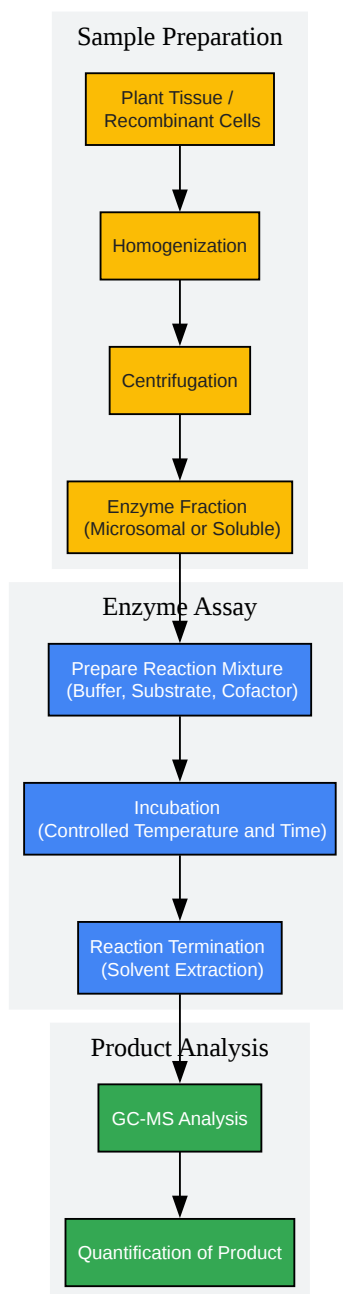 Sample Preparation
Plant Tissue /
Recombinant Cells
Homogenization
Centrifugation
Enzyme Fraction
(Microsomal or Soluble)
Enzyme Assay
Prepare Reaction Mixture
(Buffer, Substrate, Cofactor)
Incubation
(Controlled Temperature and Time)
Reaction Termination
(Solvent Extraction)
Product Analysis
GC-MS Analysis
Quantification of Product